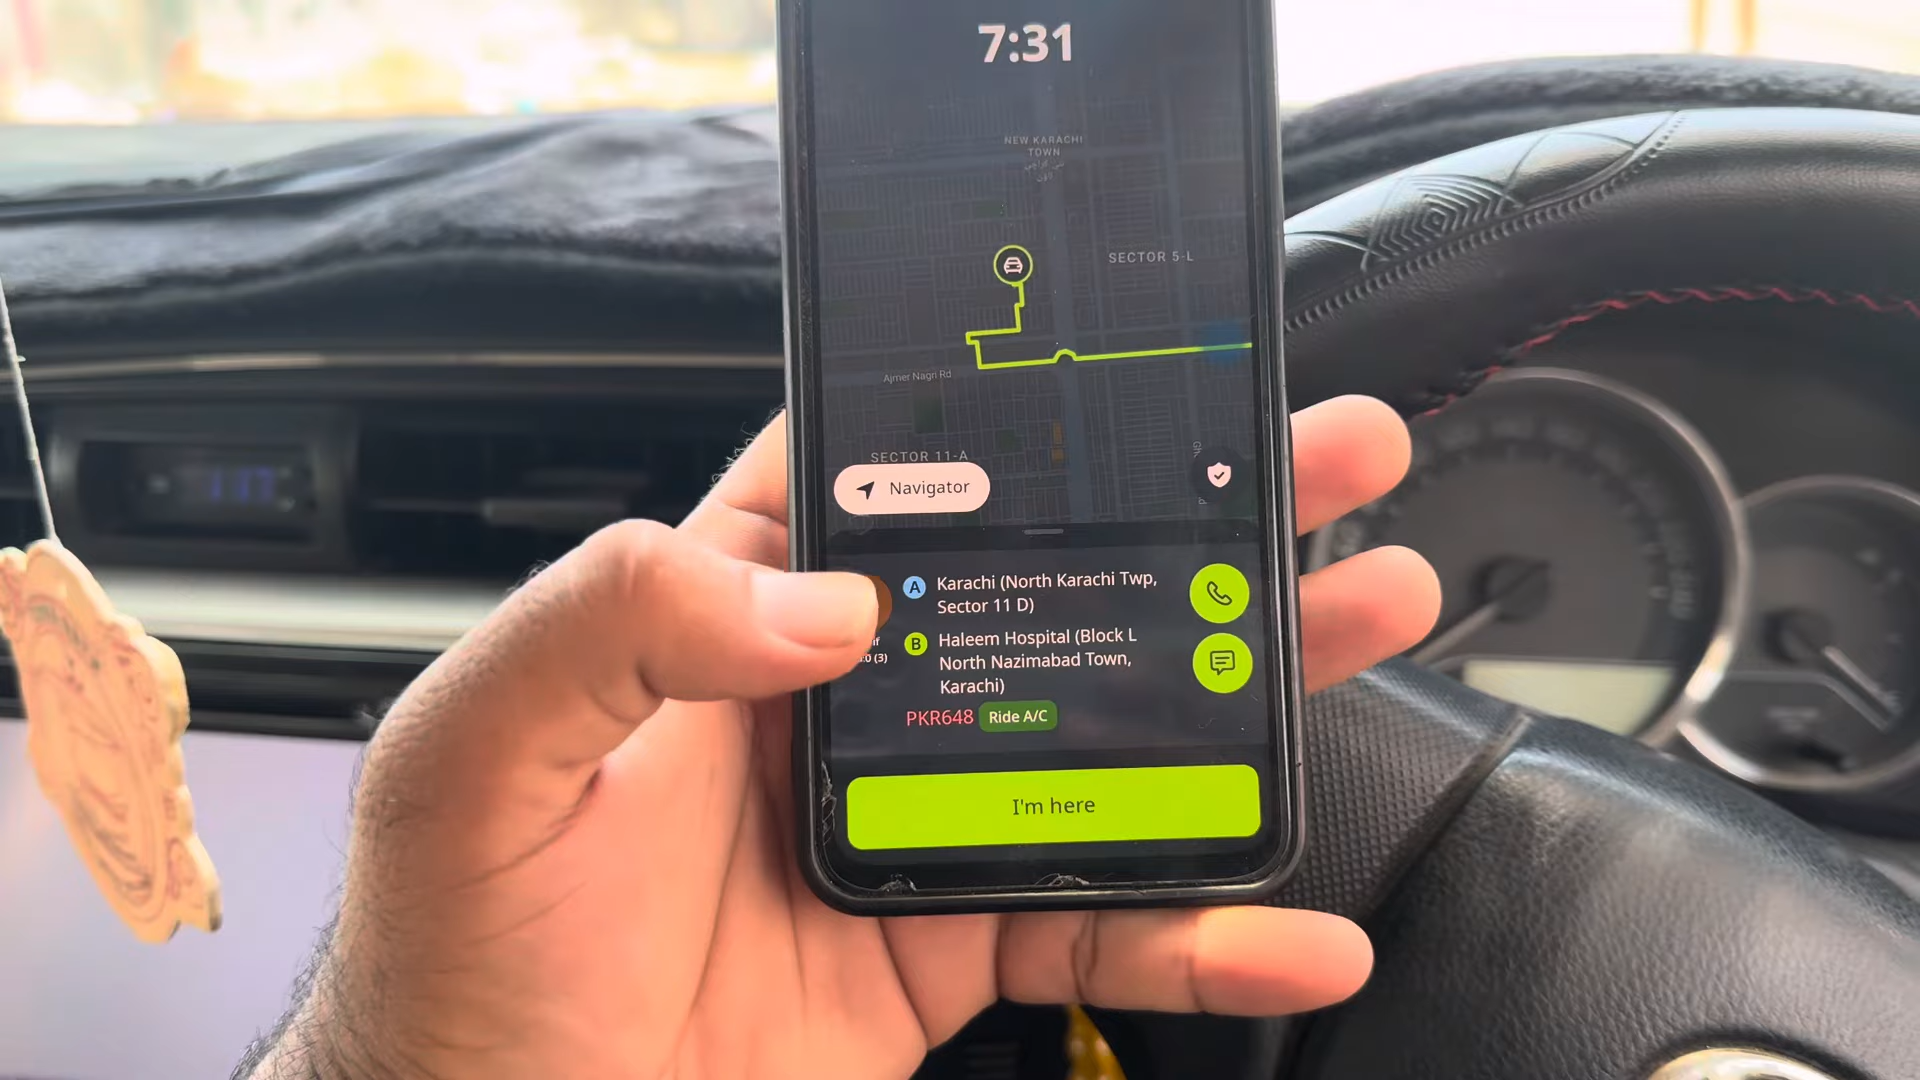 7:31
NEW KARACHI
TOWN
SECTOR 5-L
Ajmer Nagri Rd
SECTOR 11-A
Navigator
A
Karachi (North Karachi Twp,
Sector 11 D)
B
Haleem Hospital (Block L
North Nazimabad Town,
Karachi)
(3)
PKR648 Ride A/C
I'm here